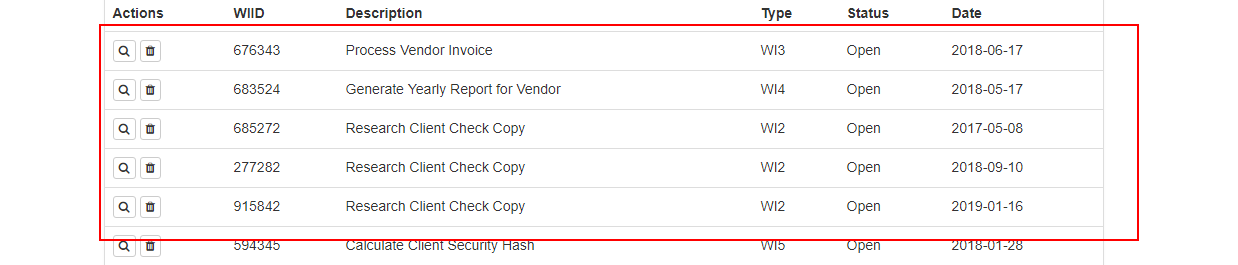 Actions WIID Description Type Status Date
676343 Process Vendor Invoice WI3 Open 2018-06-17
683524 Generate Yearly Report for Vendor WI4 Open 2018-05-17
685272 Research Client Check Copy WI2 Open 2017-05-08
277282 Research Client Check Copy WI2 Open 2018-09-10
915842 Research Client Check Copy WI2 Open 2019-01-16
594345 Calculate Client Security Hash WI5 Open 2018-01-28